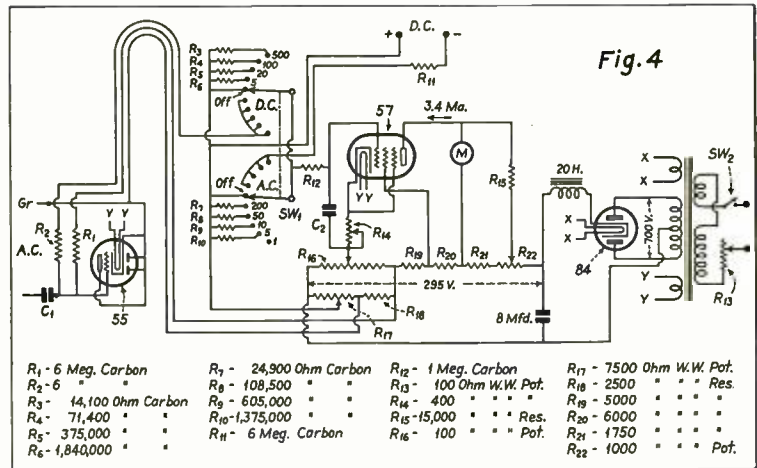 Fig. 4
D.C.
+ -
R3
R4
R5
R6
500
100
20
5
Off
D.C.
R11
57
3.4 Ma.
M
R12
Y Y
C2
R14
R15
20 H.
X
X
SW2
Off
A.C.
SW1
R7
R8
R9
R10
200
50
10
5
1
Gr
Y Y
R2
R1
A.C.
55
C1
R16
R19
R20
R21
R22
295 V.
R17
R18
8 Mfd.
X
X
84
700 V.
Y
Y
R13
R1 - 6 Meg. Carbon
R2 - 6 " "
R3 - 14,100 Ohm Carbon
R4 - 71,400 " "
R5 - 375,000 " "
R6 - 1,840,000 " "
R7 - 24,900 Ohm Carbon
R8 - 108,500 " "
R9 - 605,000 " "
R10 - 1,375,000 " "
R11 - 6 Meg. Carbon
R12 - 1 Meg. Carbon
R13 - 100 Ohm W.W. Pot.
R14 - 400 " " " "
R15 - 15,000 " " " Res.
R16 - 100 " " " Pot.
R17 - 7500 Ohm W.W. Pot.
R18 - 2500 " " " Res.
R19 - 5000 " " " "
R20 - 6000 " " " "
R21 - 1750 " " " "
R22 - 1000 " " " Pot.